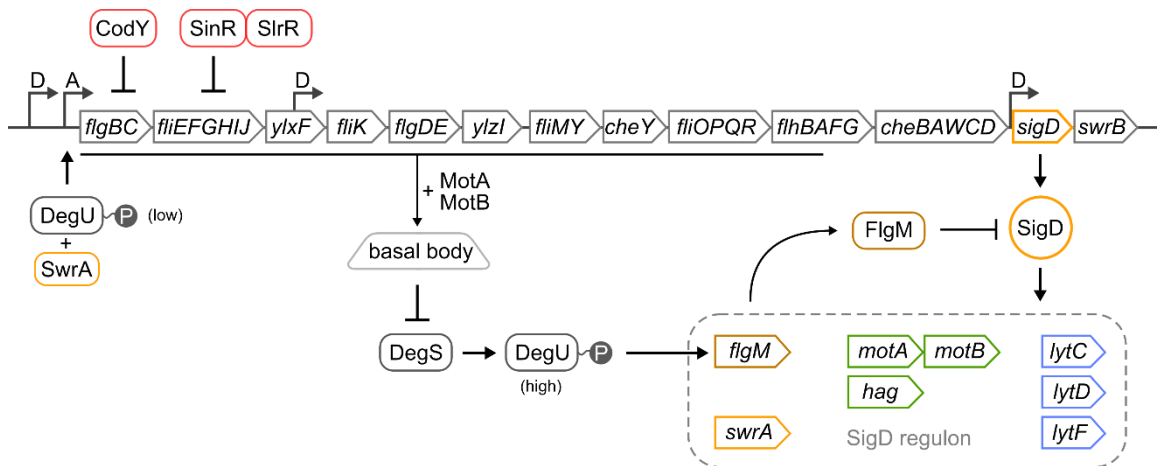 CodY SinR SlrR
D A D D
flgBC fliEFGHIJ ylxF fliK flgDE ylzI fliMY cheY fliOPQR flhBAFG cheBAWCD sigD swrB
+ MotA
MotB
DegU P (low)
+
SwrA
FlgM SigD
basal body
DegS DegU P
(high)
flgM motA motB lytC
hag lytD
swrA SigD regulon lytF